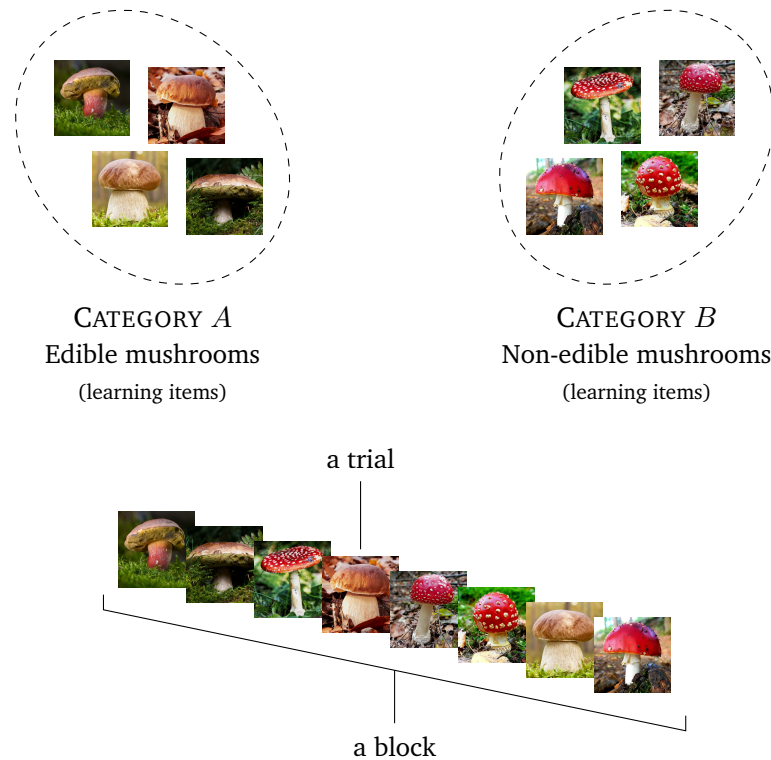 CATEGORY A
Edible mushrooms
(learning items)
CATEGORY B
Non-edible mushrooms
(learning items)
a trial
a block